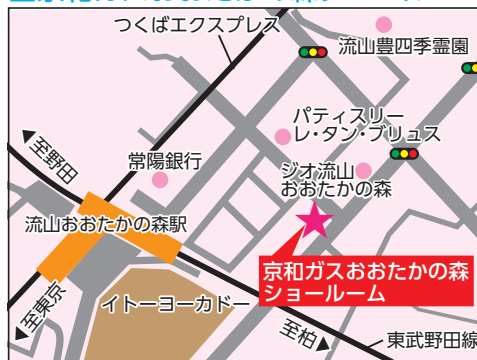 つくばエクスプレス
流山豊四季霊園
パティスリー
レ・タン・ブリュス
至野田
常陽銀行
ジオ流山
おおたかの森
流山おおたかの森駅
京和ガスおおたかの森
ショールーム
至東京
イトーヨーカドー
至柏
東武野田線